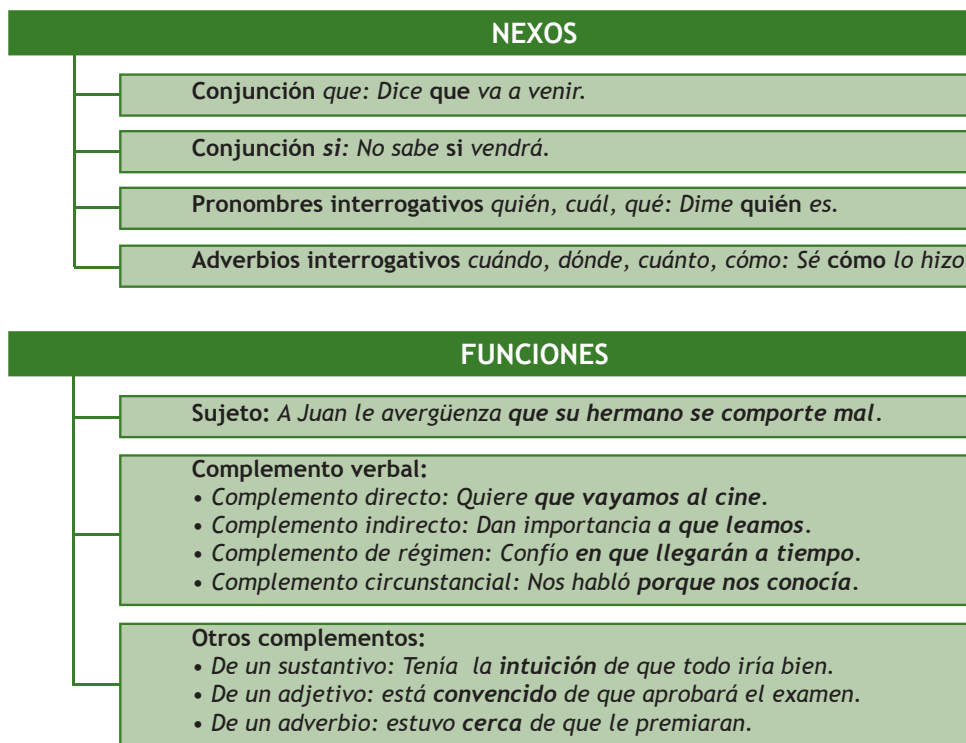 NEXOS
Conjunción que: Dice que va a venir.
Conjunción si: No sabe si vendrá.
Pronombres interrogativos quién, cuál, qué: Dime quién es.
Adverbios interrogativos cuándo, dónde, cuánto, cómo: Sé cómo lo hizo
FUNCIONES
Sujeto: A Juan le avergüenza que su hermano se comporte mal.
Complemento verbal:
• Complemento directo: Quiere que vayamos al cine.
• Complemento indirecto: Dan importancia a que leamos.
• Complemento de régimen: Confío en que llegarán a tiempo.
• Complemento circunstancial: Nos habló porque nos conocía.
Otros complementos:
• De un sustantivo: Tenía la intuición de que todo iría bien.
• De un adjetivo: está convencido de que aprobará el examen.
• De un adverbio: estuvo cerca de que le premiaran.